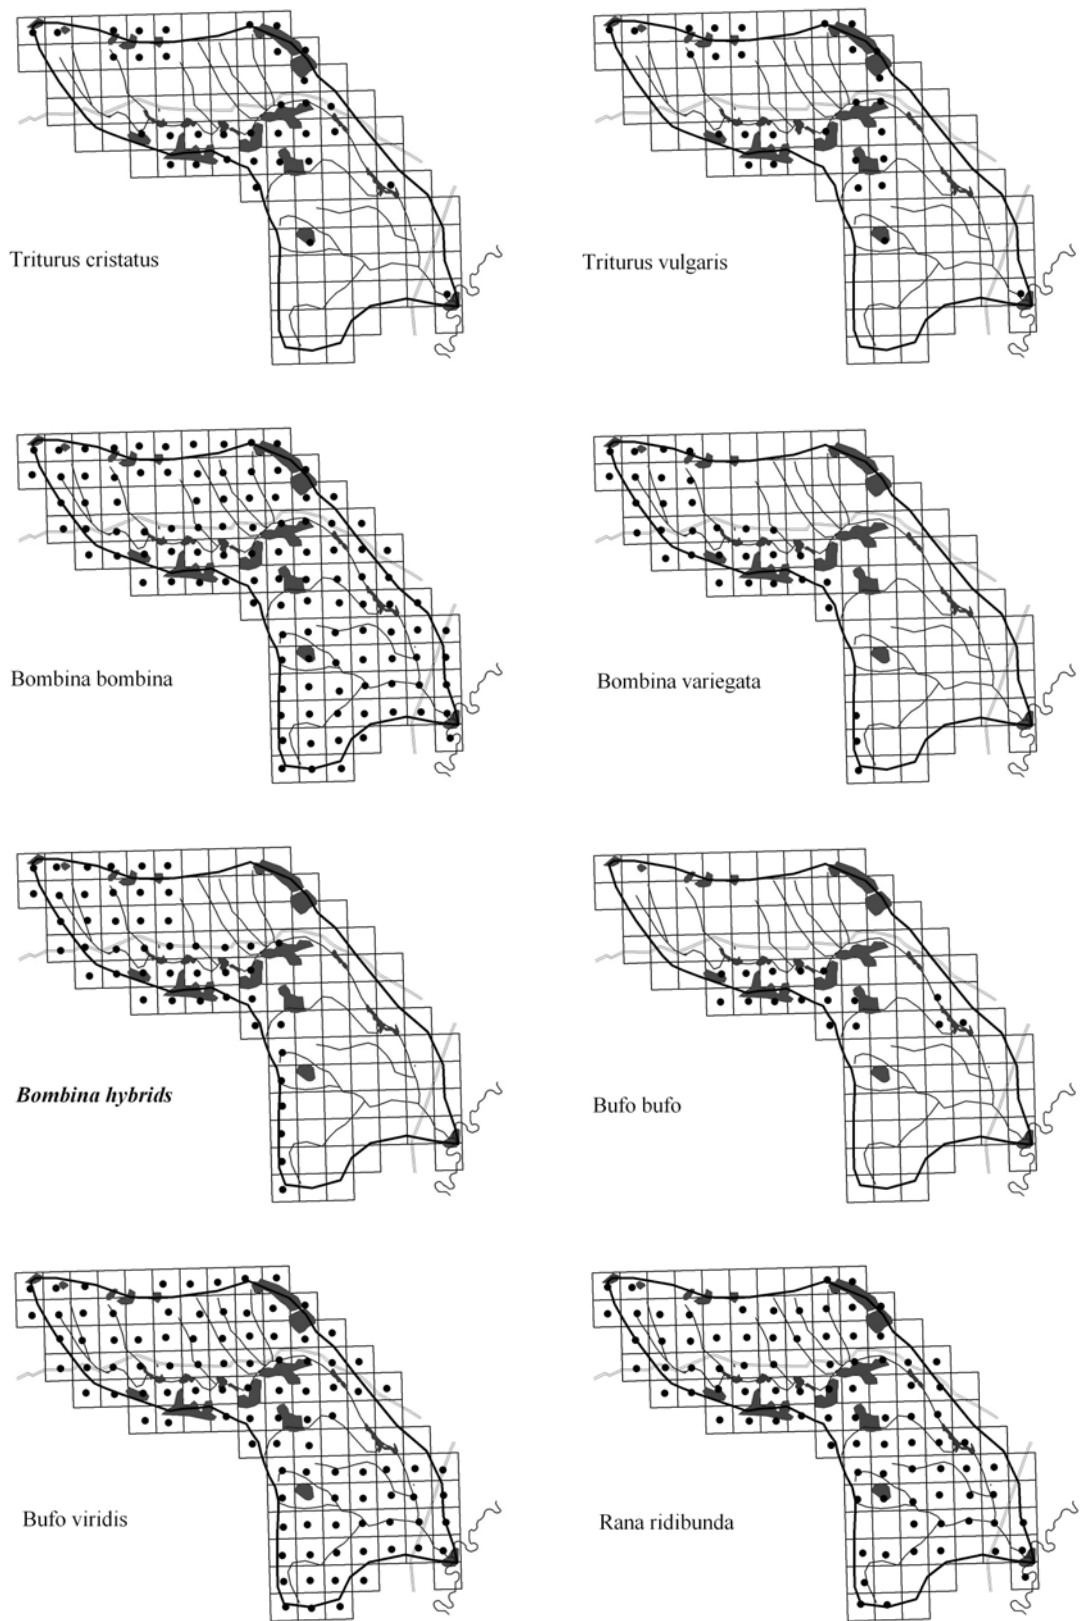 Triturus cristatus
Triturus vulgaris
Bombina bombina
Bombina variegata
Bombina hybrids
Bufo bufo
Bufo viridis
Rana ridibunda